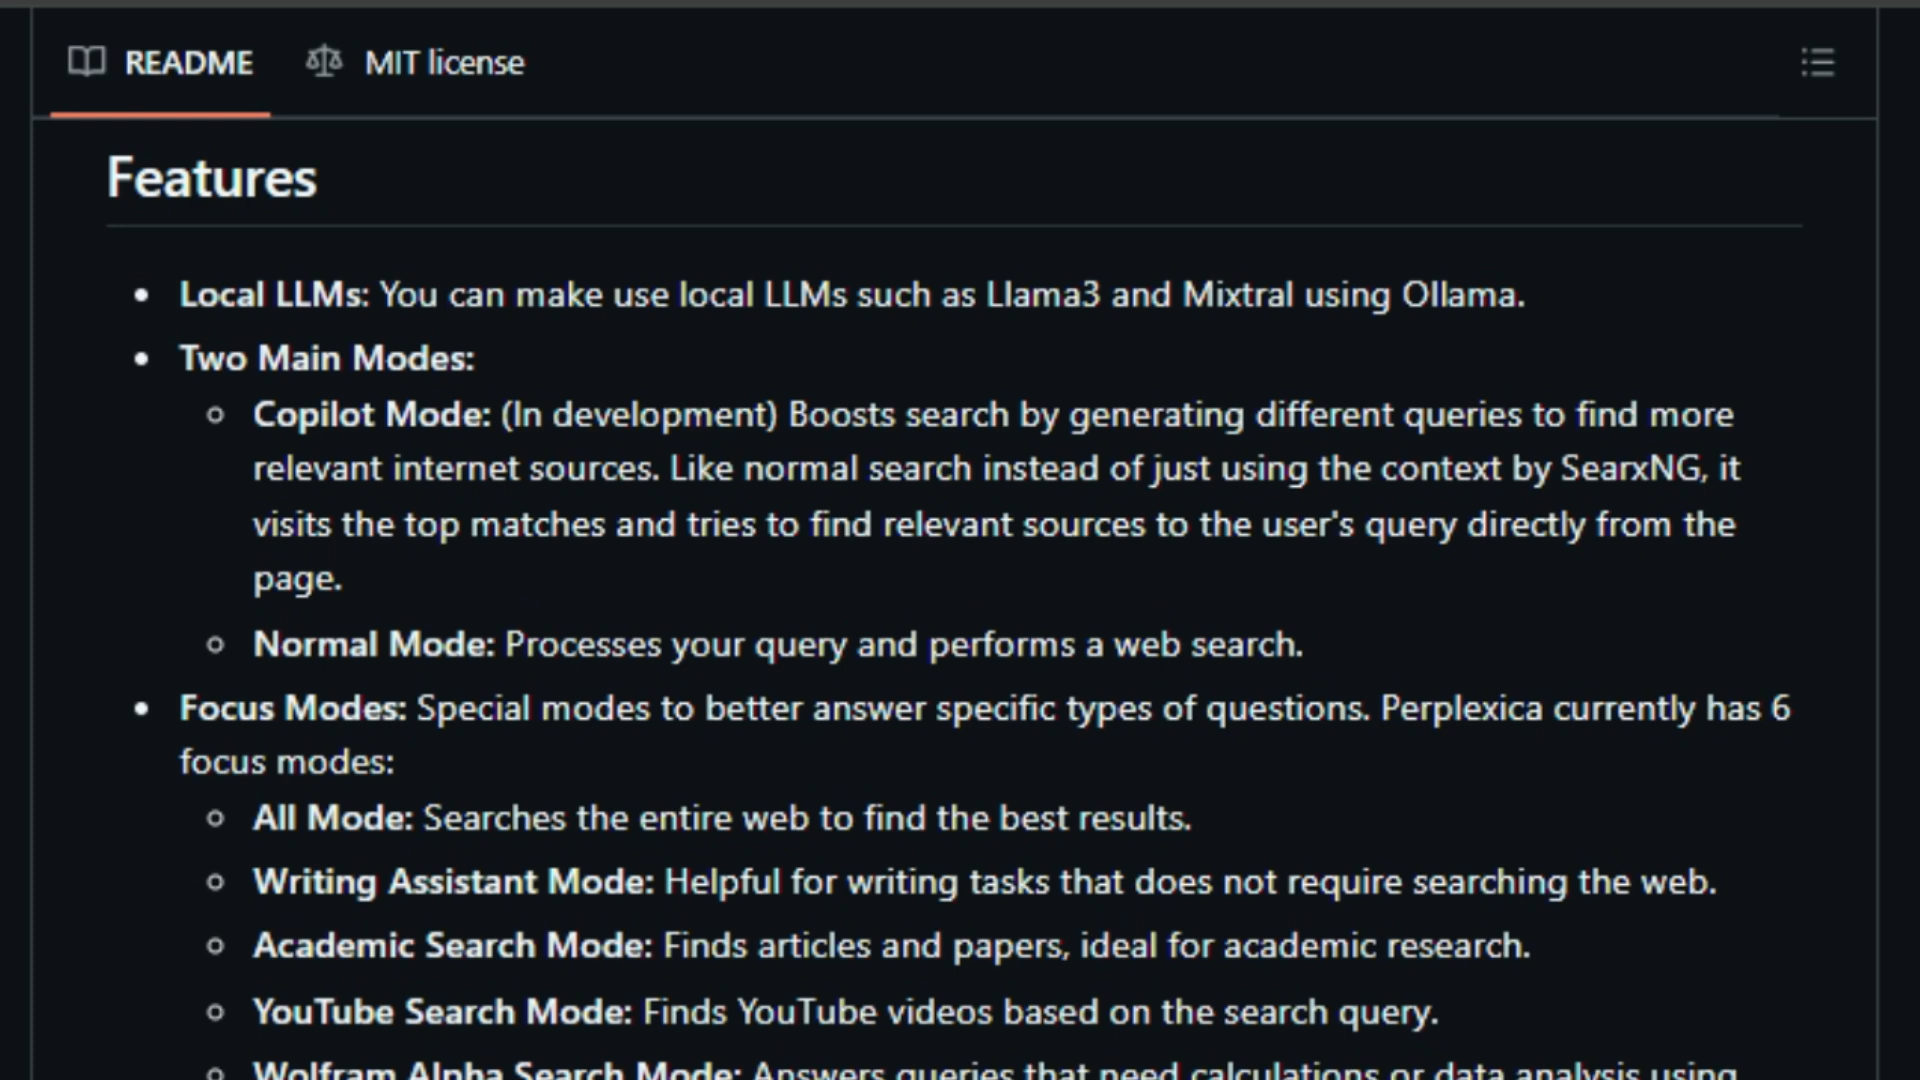 README
MIT license
Features
Local LLMs: You can make use local LLMs such as Llama3 and Mixtral using Ollama.
Two Main Modes:
Copilot Mode: (In development) Boosts search by generating different queries to find more
relevant internet sources. Like normal search instead of just using the context by SearxNG, it
visits the top matches and tries to find relevant sources to the user's query directly from the
page.
Normal Mode: Processes your query and performs a web search.
Focus Modes: Special modes to better answer specific types of questions. Perplexica currently has 6
focus modes:
All Mode: Searches the entire web to find the best results.
Writing Assistant Mode: Helpful for writing tasks that does not require searching the web.
Academic Search Mode: Finds articles and papers, ideal for academic research.
YouTube Search Mode: Finds YouTube videos based on the search query.
Wolfram Alpha Search Mode: Answers queries that need calculations or data analysis using